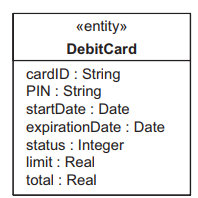 «entity»
DebitCard
cardID : String
PIN : String
startDate : Date
expirationDate : Date
status : Integer
limit : Real
total : Real